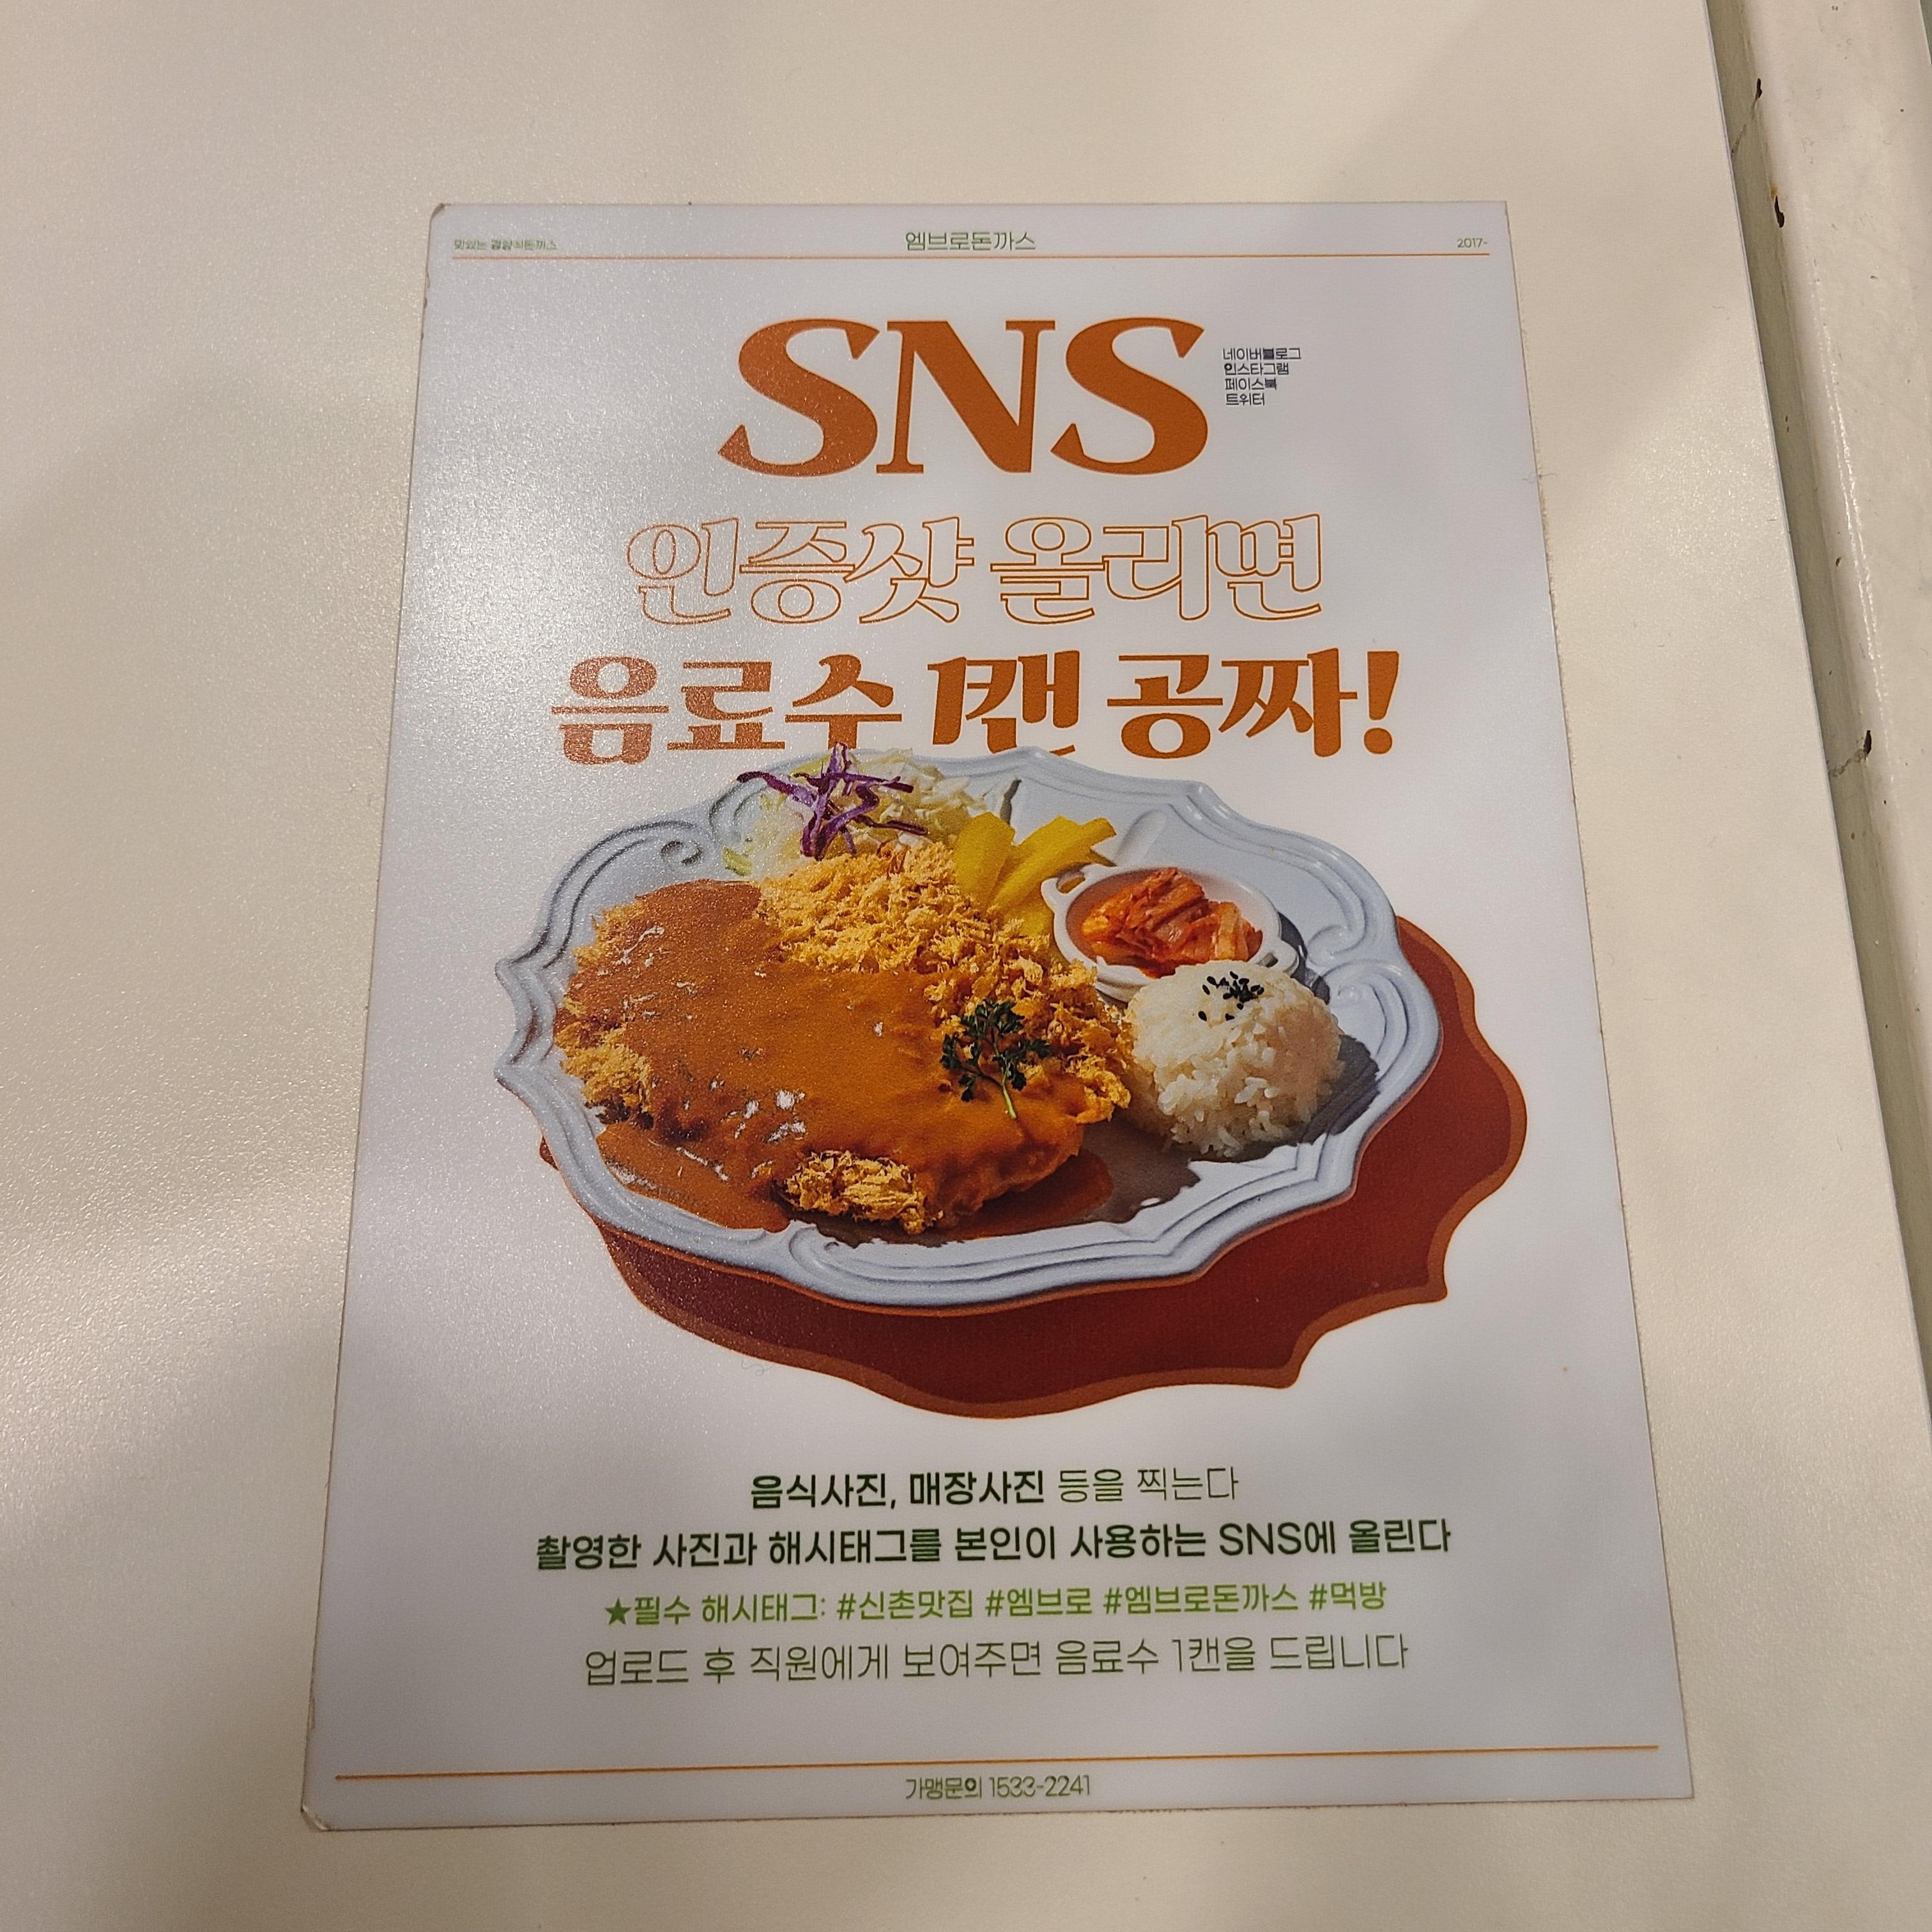 맛있는 경양식돈까스 엠브로돈까스 2017-
SNS
네이버블로그
인스타그램
페이스북
트위터
인증샷 올리면
음료수 1캔 공짜!
음식사진, 매장사진 등을 찍는다
촬영한 사진과 해시태그를 본인이 사용하는 SNS에 올린다
★필수 해시태그: #신촌맛집 #엠브로 #엠브로돈까스 #먹방
업로드 후 직원에게 보여주면 음료수 1캔을 드립니다
가맹문의 1533-2241